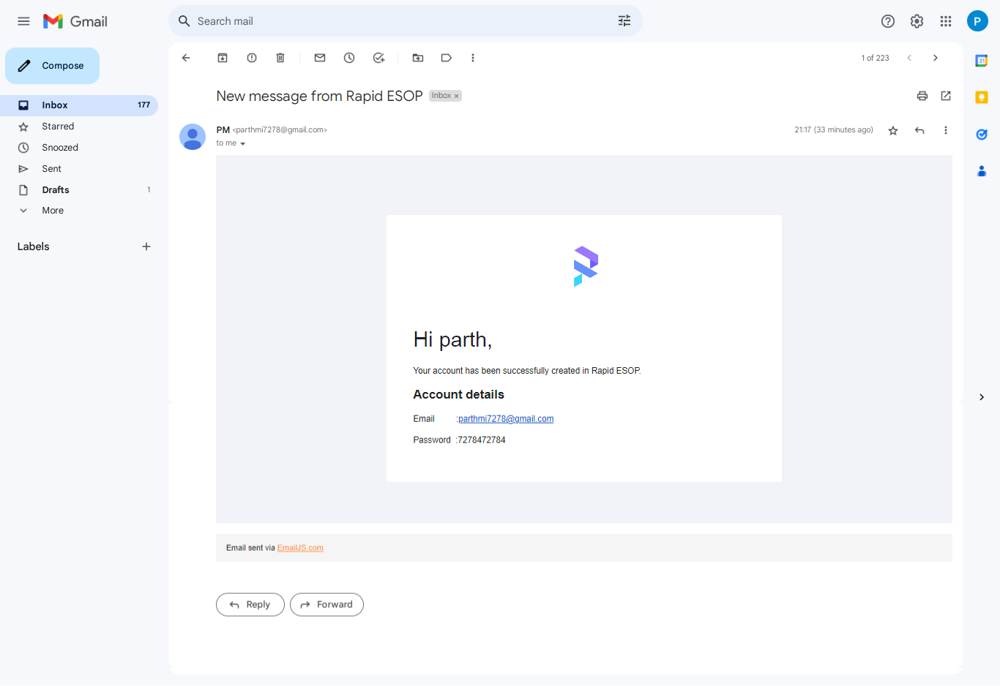 Gmail
Search mail
P
Compose
1 of 223
31
Inbox 177
Starred
Snoozed
Sent
Drafts 1
More
Labels
New message from Rapid ESOP Inbox ×
PM <parthmi7278@gmail.com> 21:17 (33 minutes ago)
to me
Hi parth,
Your account has been successfully created in Rapid ESOP.
Account details
Email :parthmi7278@gmail.com
Password :7278472784
Email sent via EmailJS.com
Reply Forward